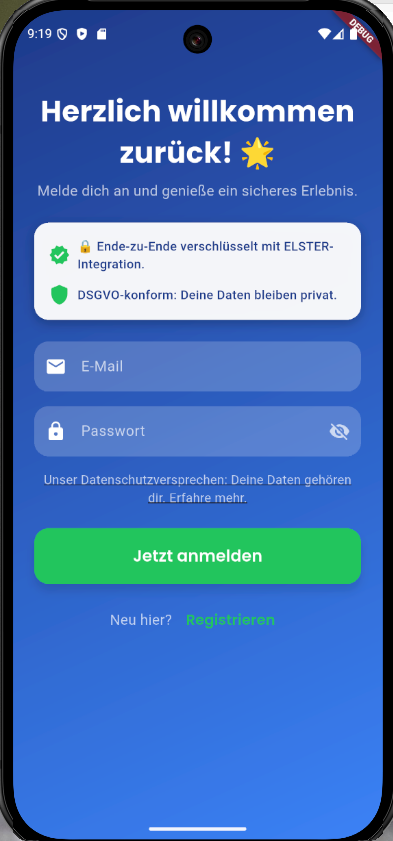 9:19
DEBUG
Herzlich willkommen
zurück! 🌟
Melde dich an und genieße ein sicheres Erlebnis.
🔒 Ende-zu-Ende verschlüsselt mit ELSTER-
Integration.
DSGVO-konform: Deine Daten bleiben privat.
E-Mail
Passwort
Unser Datenschutzversprechen: Deine Daten gehören
dir. Erfahre mehr.
Jetzt anmelden
Neu hier? Registrieren